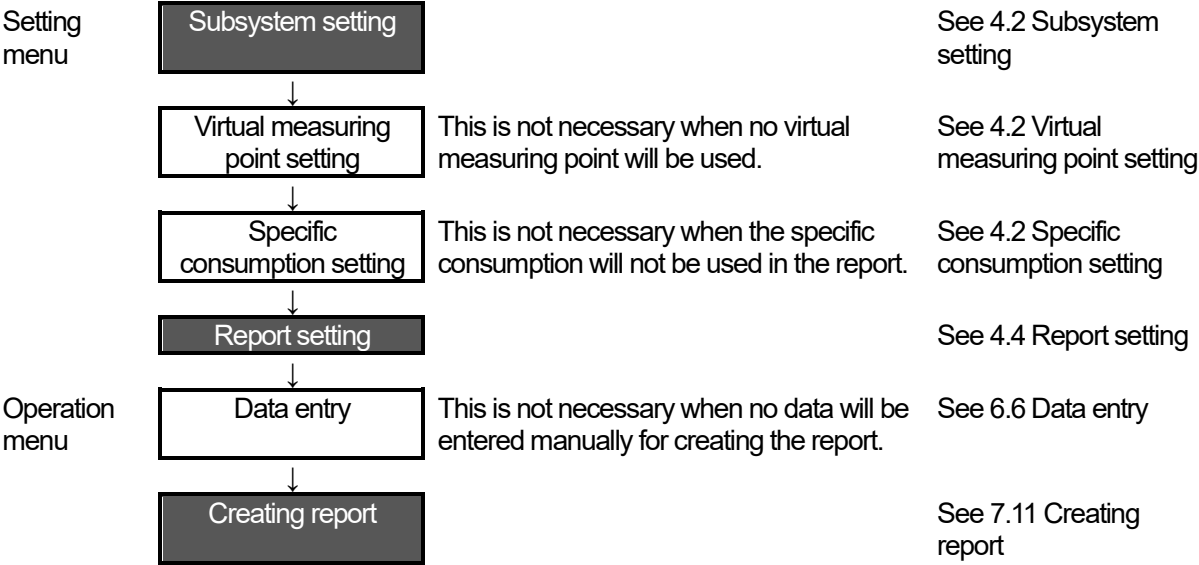 Setting
menu
Subsystem setting
See 4.2 Subsystem
setting
↓
Virtual measuring
point setting
This is not necessary when no virtual
measuring point will be used.
See 4.2 Virtual
measuring point setting
↓
Specific
consumption setting
This is not necessary when the specific
consumption will not be used in the report.
See 4.2 Specific
consumption setting
↓
Report setting
See 4.4 Report setting
↓
Operation
menu
Data entry
This is not necessary when no data will be
entered manually for creating the report.
See 6.6 Data entry
↓
Creating report
See 7.11 Creating
report